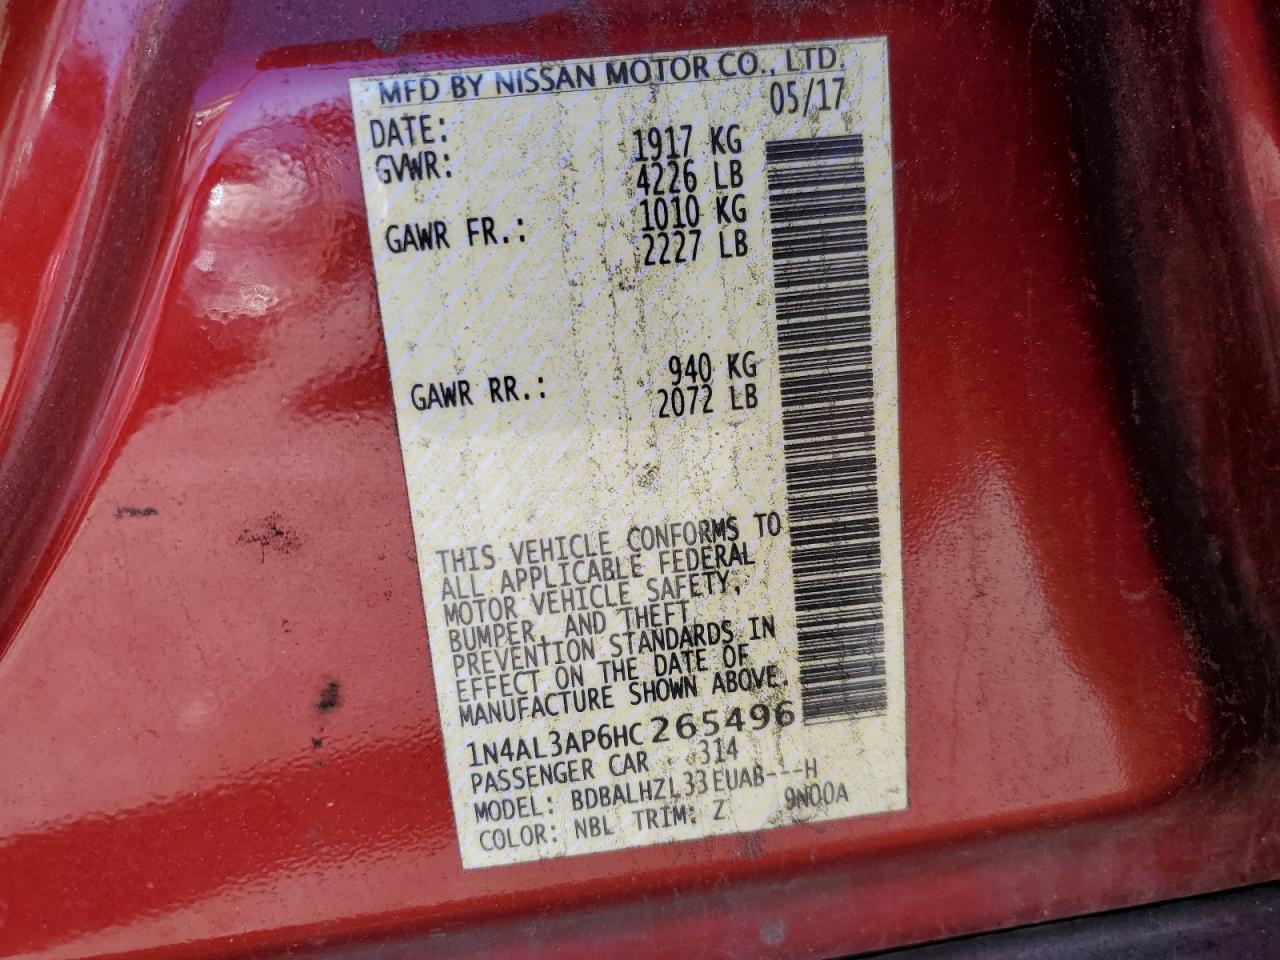 MFD BY NISSAN MOTOR CO., LTD.
DATE: 05/17
GVWR: 1917 KG
4226 LB
GAWR FR.: 1010 KG
2227 LB
GAWR RR.: 940 KG
2072 LB
THIS VEHICLE CONFORMS TO
ALL APPLICABLE FEDERAL
MOTOR VEHICLE SAFETY,
BUMPER, AND THEFT
PREVENTION STANDARDS IN
EFFECT ON THE DATE OF
MANUFACTURE SHOWN ABOVE.
1N4AL3AP6HC265496
PASSENGER CAR 314
MODEL: BDBALHZL33EUAB---H
COLOR: NBL TRIM: Z 9N00A